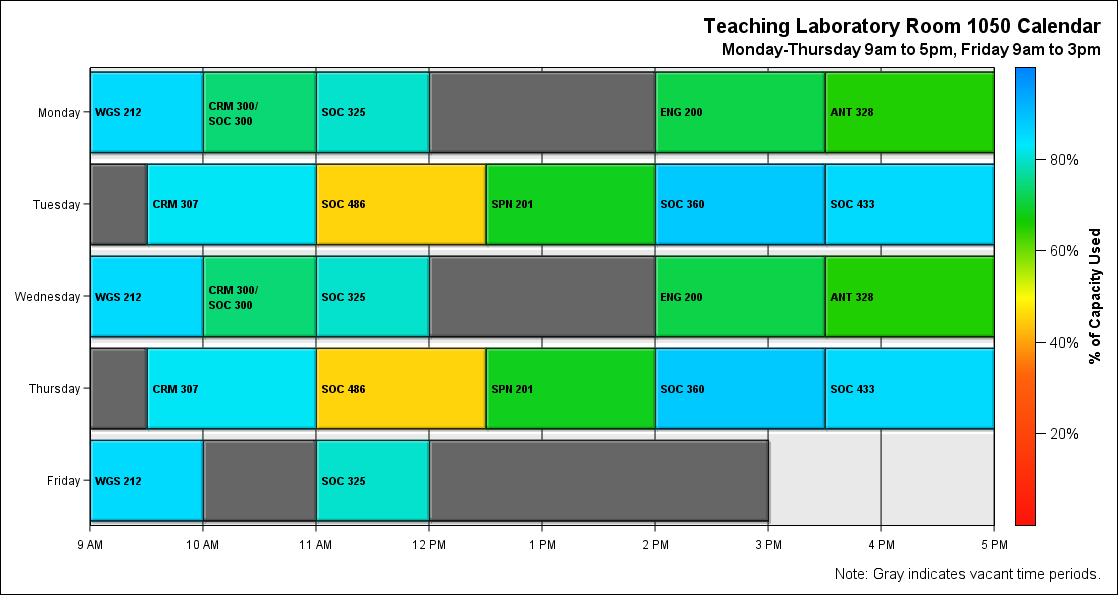 Teaching Laboratory Room 1050 Calendar
Monday-Thursday 9am to 5pm, Friday 9am to 3pm
Monday
WGS 212
CRM 300/
SOC 300
SOC 325
ENG 200
ANT 328
Tuesday
CRM 307
SOC 486
SPN 201
SOC 360
SOC 433
Wednesday
WGS 212
CRM 300/
SOC 300
SOC 325
ENG 200
ANT 328
Thursday
CRM 307
SOC 486
SPN 201
SOC 360
SOC 433
Friday
WGS 212
SOC 325
9 AM
10 AM
11 AM
12 PM
1 PM
2 PM
3 PM
4 PM
5 PM
80%
60%
40%
20%
% of Capacity Used
Note: Gray indicates vacant time periods.